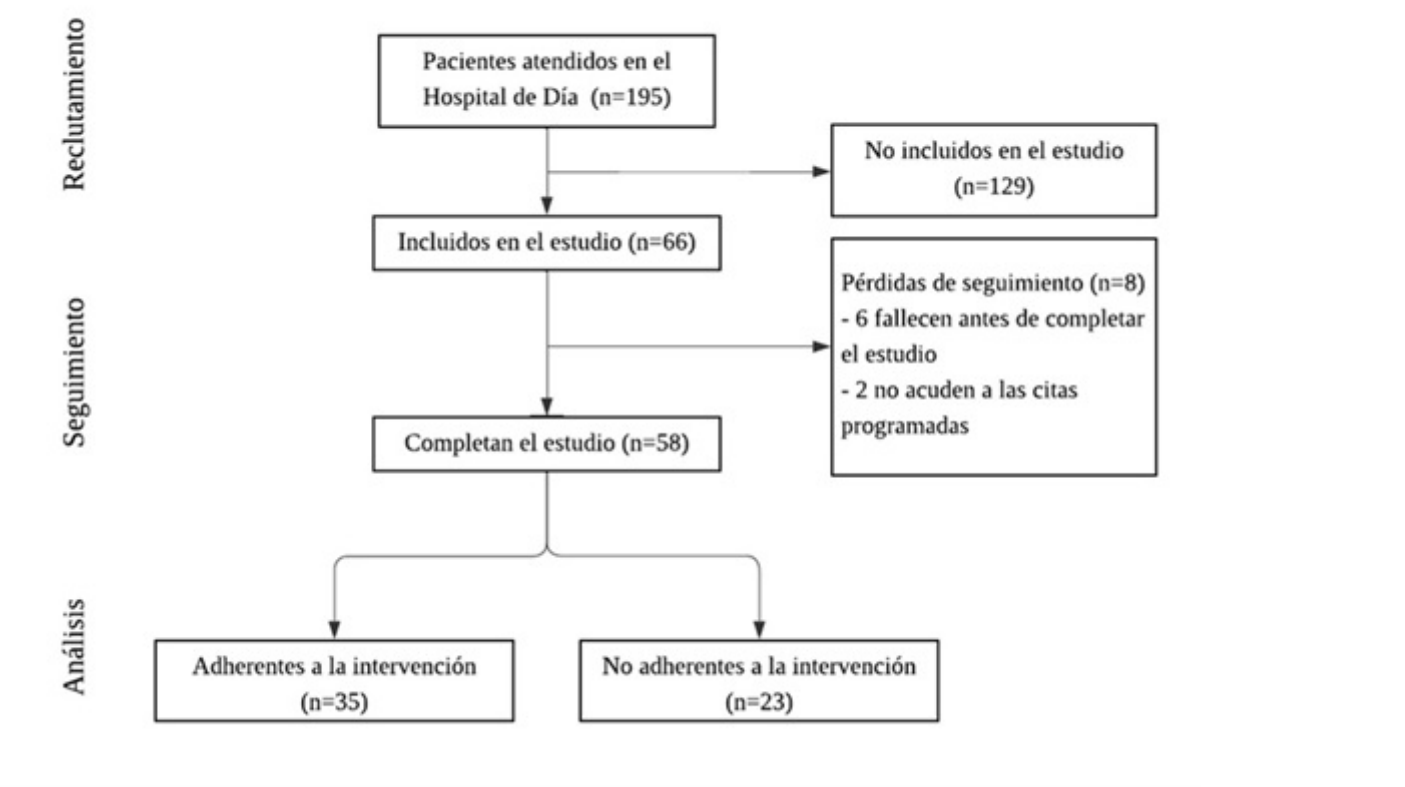 Reclutamiento
Pacientes atendidos en el
Hospital de Día (n=195)
No incluidos en el estudio
(n=129)
Incluidos en el estudio (n=66)
Seguimiento
Pérdidas de seguimiento (n=8)
- 6 fallecen antes de completar
el estudio
- 2 no acuden a las citas
programadas
Completan el estudio (n=58)
Análisis
Adherentes a la intervención
(n=35)
No adherentes a la intervención
(n=23)